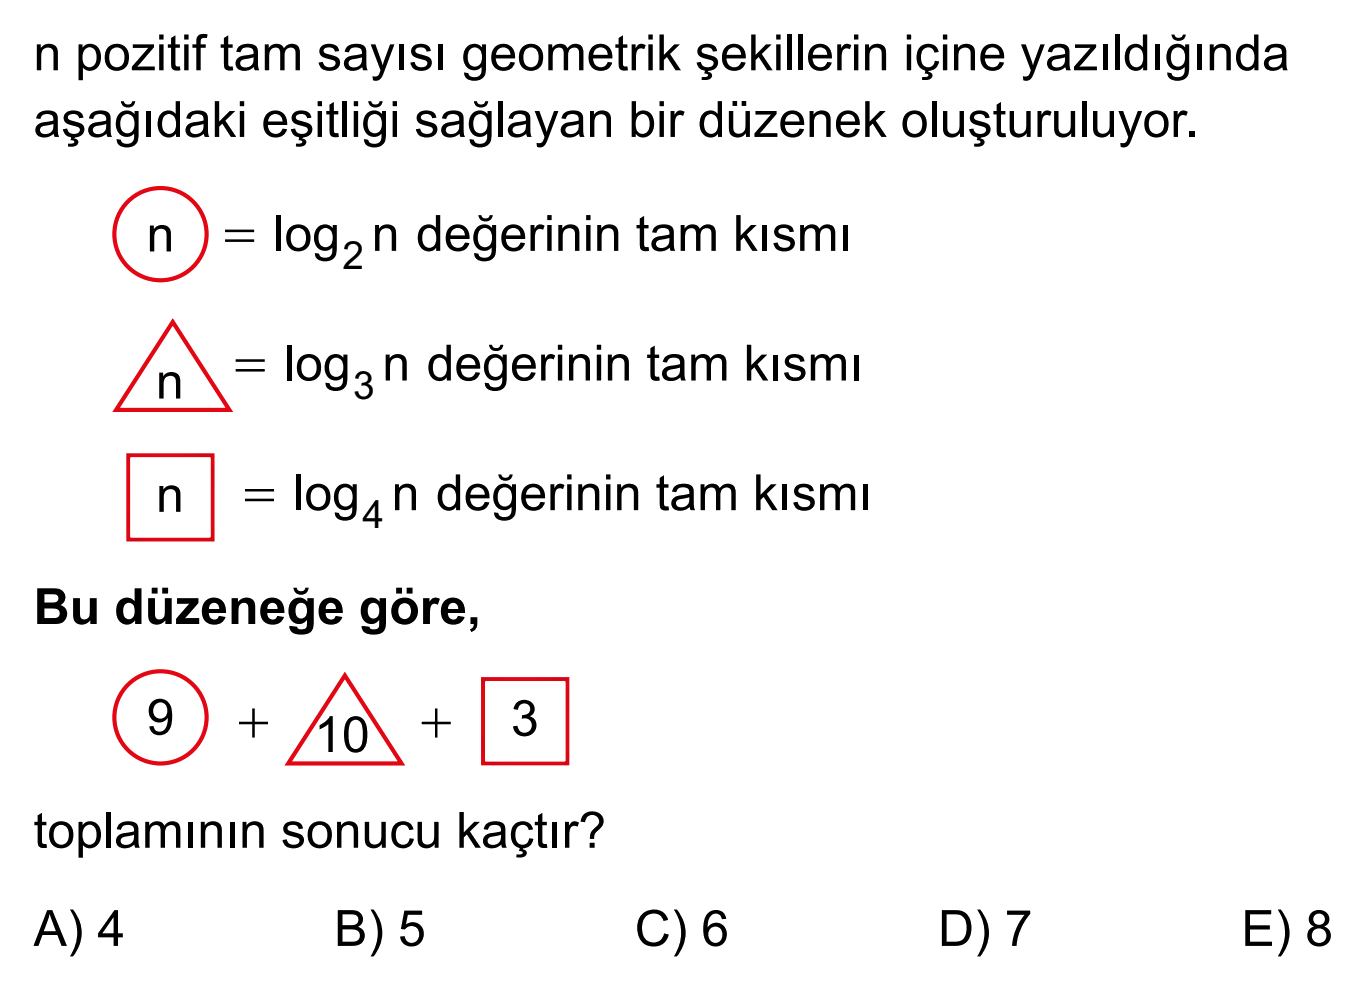 n pozitif tam sayısı geometrik şekillerin içine yazıldığında
aşağıdaki eşitliği sağlayan bir düzenek oluşturuluyor.
n = log₂ n değerinin tam kısmı
n = log₃ n değerinin tam kısmı
n = log₄ n değerinin tam kısmı
Bu düzeneğe göre,
9 + 10 + 3
toplamının sonucu kaçtır?
A) 4 B) 5 C) 6 D) 7 E) 8